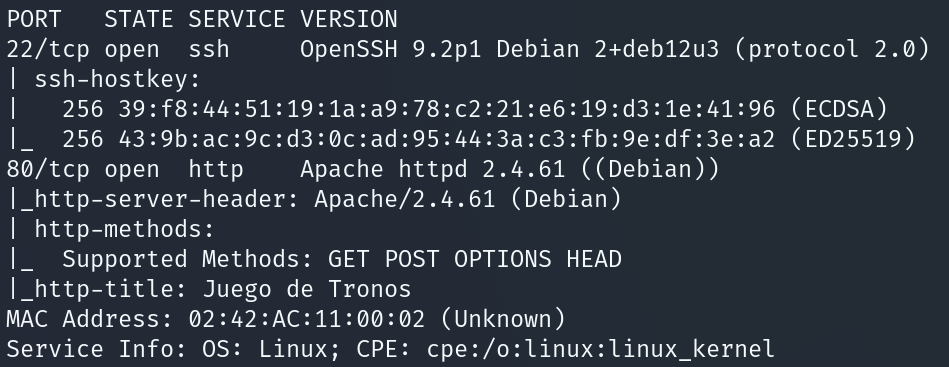 PORT   STATE SERVICE VERSION
22/tcp open  ssh     OpenSSH 9.2p1 Debian 2+deb12u3 (protocol 2.0)
| ssh-hostkey:
|   256 39:f8:44:51:19:1a:a9:78:c2:21:e6:19:d3:1e:41:96 (ECDSA)
|_  256 43:9b:ac:9c:d3:0c:ad:95:44:3a:c3:fb:9e:df:3e:a2 (ED25519)
80/tcp open  http    Apache httpd 2.4.61 ((Debian))
|_http-server-header: Apache/2.4.61 (Debian)
| http-methods:
|_  Supported Methods: GET POST OPTIONS HEAD
|_http-title: Juego de Tronos
MAC Address: 02:42:AC:11:00:02 (Unknown)
Service Info: OS: Linux; CPE: cpe:/o:linux:linux_kernel